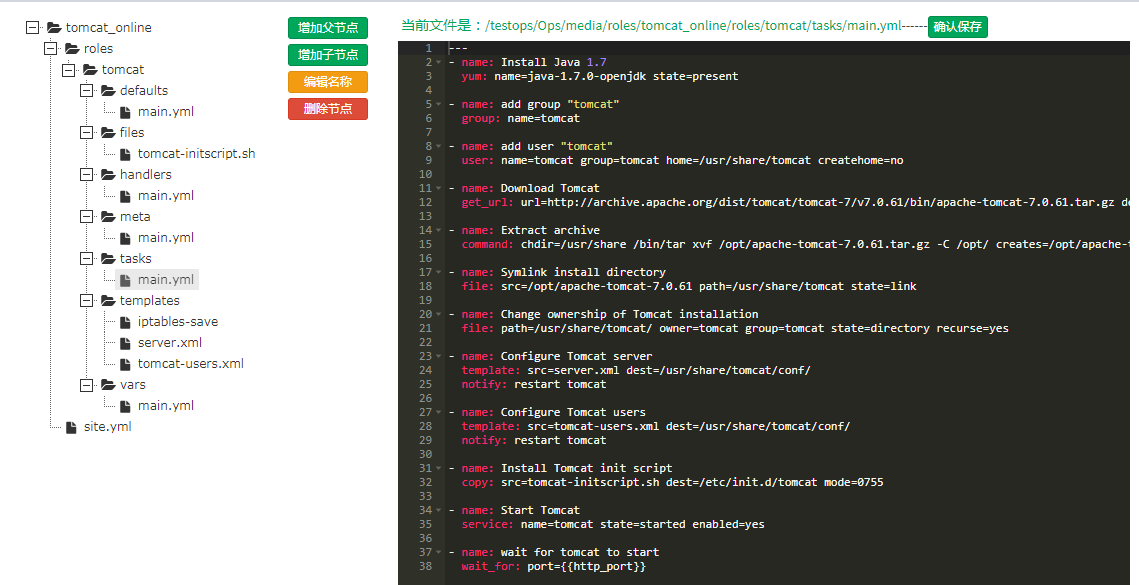 tomcat_online
roles
tomcat
defaults
main.yml
files
tomcat-initscript.sh
handlers
main.yml
meta
main.yml
tasks
main.yml
templates
iptables-save
server.xml
tomcat-users.xml
vars
main.yml
site.yml
增加父节点
增加子节点
编辑名称
删除节点
当前文件是：/testops/Ops/media/roles/tomcat_online/roles/tomcat/tasks/main.yml------ 确认保存
1 ---
2 - name: Install Java 1.7
3 yum: name=java-1.7.0-openjdk state=present
4
5 - name: add group "tomcat"
6 group: name=tomcat
7
8 - name: add user "tomcat"
9 user: name=tomcat group=tomcat home=/usr/share/tomcat createhome=no
10
11 - name: Download Tomcat
12 get_url: url=http://archive.apache.org/dist/tomcat/tomcat-7/v7.0.61/bin/apache-tomcat-7.0.61.tar.gz de
13
14 - name: Extract archive
15 command: chdir=/usr/share /bin/tar xvf /opt/apache-tomcat-7.0.61.tar.gz -C /opt/ creates=/opt/apache-
16
17 - name: Symlink install directory
18 file: src=/opt/apache-tomcat-7.0.61 path=/usr/share/tomcat state=link
19
20 - name: Change ownership of Tomcat installation
21 file: path=/usr/share/tomcat/ owner=tomcat group=tomcat state=directory recurse=yes
22
23 - name: Configure Tomcat server
24 template: src=server.xml dest=/usr/share/tomcat/conf/
25 notify: restart tomcat
26
27 - name: Configure Tomcat users
28 template: src=tomcat-users.xml dest=/usr/share/tomcat/conf/
29 notify: restart tomcat
30
31 - name: Install Tomcat init script
32 copy: src=tomcat-initscript.sh dest=/etc/init.d/tomcat mode=0755
33
34 - name: Start Tomcat
35 service: name=tomcat state=started enabled=yes
36
37 - name: wait for tomcat to start
38 wait_for: port={{http_port}}